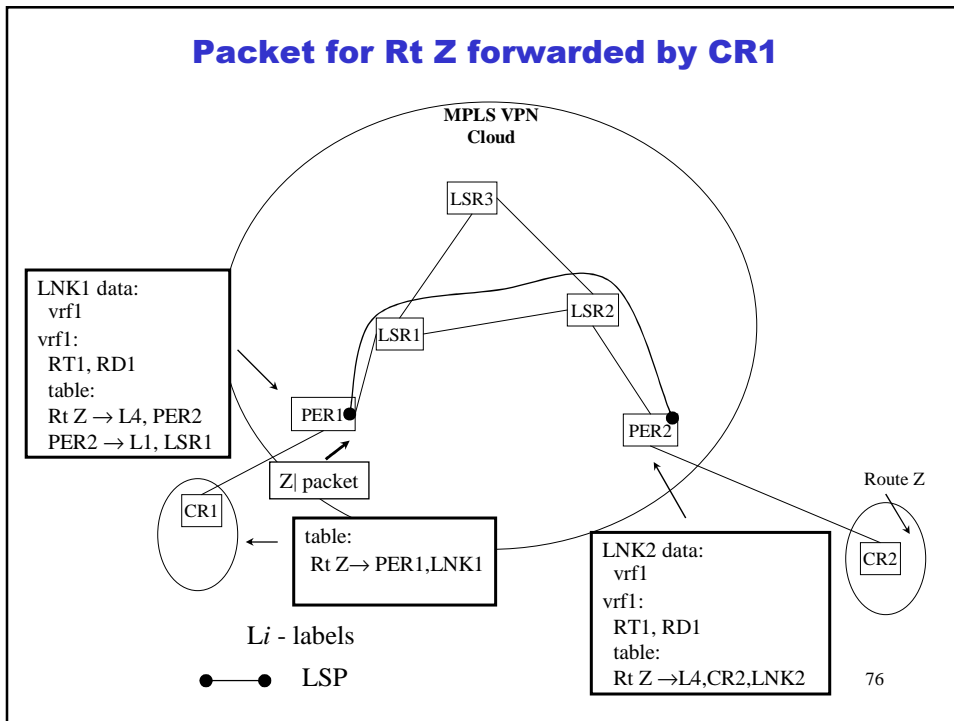 Packet for Rt Z forwarded by CR1
MPLS VPN
Cloud
LSR3
LNK1 data:
vrf1
vrf1:
RT1, RD1
table:
Rt Z → L4, PER2
PER2 → L1, LSR1
LSR1
LSR2
PER1
PER2
Z| packet
CR1
table:
Rt Z→ PER1,LNK1
Route Z
CR2
LNK2 data:
vrf1
vrf1:
RT1, RD1
table:
Rt Z →L4,CR2,LNK2
Li - labels
LSP
76